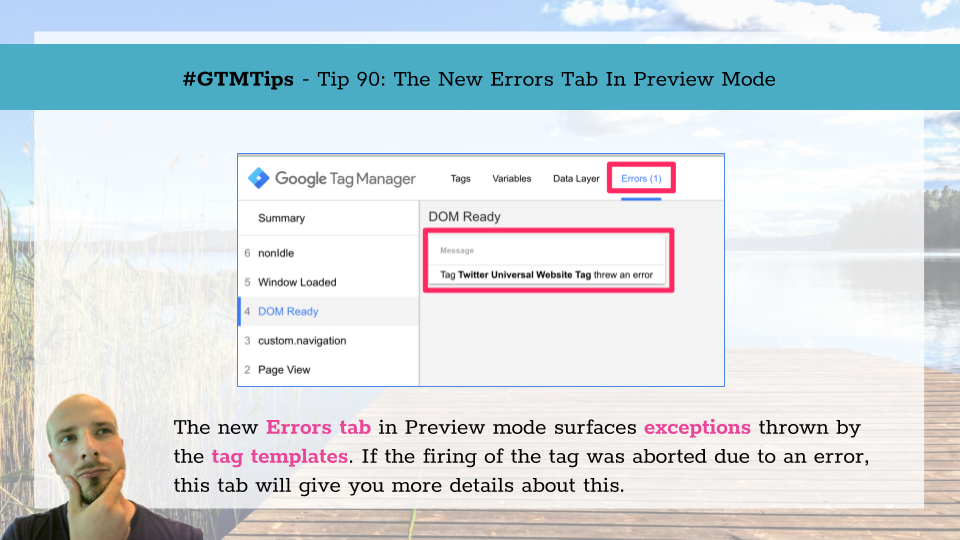 #GTMTips - Tip 90: The New Errors Tab In Preview Mode
Google Tag Manager
Tags Variables Data Layer Errors (1)
Summary
6 nonIdle
5 Window Loaded
4 DOM Ready
3 custom.navigation
2 Page View
DOM Ready
Message
Tag Twitter Universal Website Tag threw an error
The new Errors tab in Preview mode surfaces exceptions thrown by
the tag templates. If the firing of the tag was aborted due to an error,
this tab will give you more details about this.